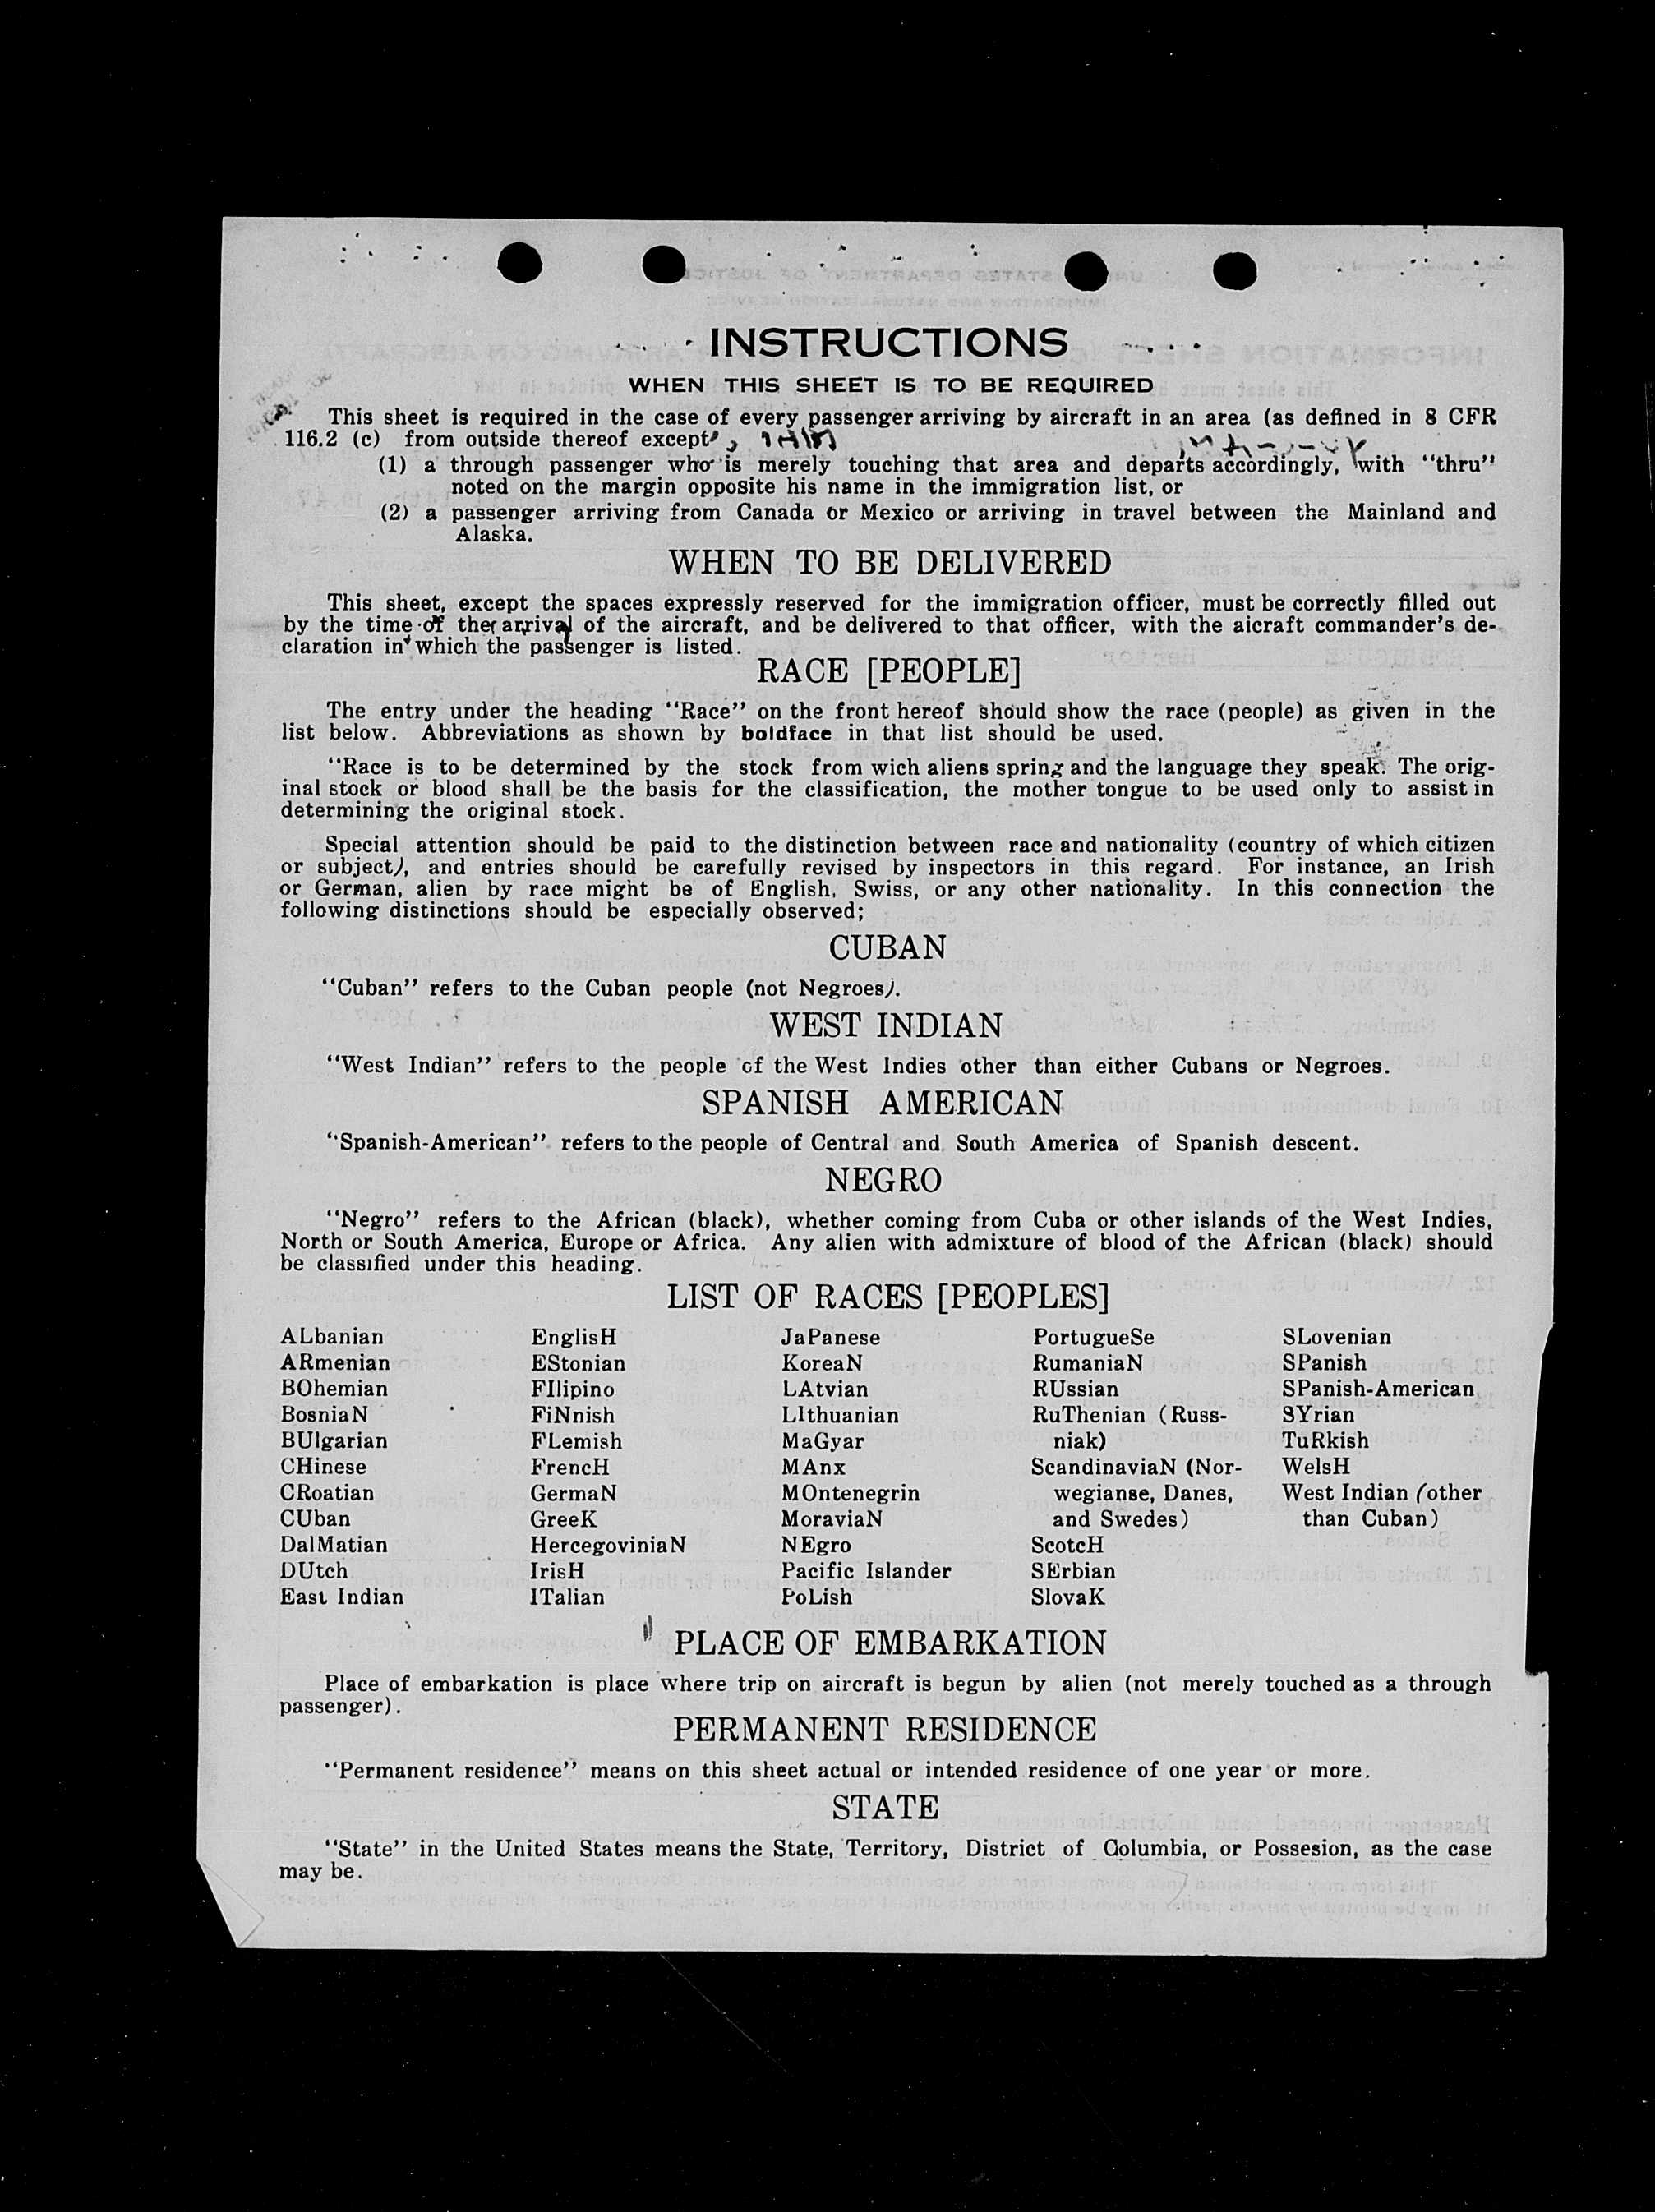 INSTRUCTIONS
WHEN THIS SHEET IS TO BE REQUIRED
This sheet is required in the case of every passenger arriving by aircraft in an area (as defined in 8 CFR
116.2 (c) from outside thereof except
(1) a through passenger who is merely touching that area and departs accordingly, with "thru"
noted on the margin opposite his name in the immigration list, or
(2) a passenger arriving from Canada or Mexico or arriving in travel between the Mainland and
Alaska.
WHEN TO BE DELIVERED
This sheet, except the spaces expressly reserved for the immigration officer, must be correctly filled out
by the time of the arrival of the aircraft, and be delivered to that officer, with the aicraft commander's de-
claration in which the passenger is listed.
RACE [PEOPLE]
The entry under the heading "Race" on the front hereof should show the race (people) as given in the
list below. Abbreviations as shown by boldface in that list should be used.
"Race is to be determined by the stock from wich aliens spring and the language they speak. The orig-
inal stock or blood shall be the basis for the classification, the mother tongue to be used only to assist in
determining the original stock.
Special attention should be paid to the distinction between race and nationality (country of which citizen
or subject), and entries should be carefully revised by inspectors in this regard. For instance, an Irish
or German, alien by race might be of English, Swiss, or any other nationality. In this connection the
following distinctions should be especially observed;
CUBAN
"Cuban" refers to the Cuban people (not Negroes).
WEST INDIAN
"West Indian" refers to the people of the West Indies other than either Cubans or Negroes.
SPANISH AMERICAN
"Spanish-American" refers to the people of Central and South America of Spanish descent.
NEGRO
"Negro" refers to the African (black), whether coming from Cuba or other islands of the West Indies,
North or South America, Europe or Africa. Any alien with admixture of blood of the African (black) should
be classified under this heading.
LIST OF RACES [PEOPLES]
ALbanian
ARmenian
BOhemian
BosniaN
BUlgarian
CHinese
CRoatian
CUban
DalMatian
DUtch
East Indian
EnglisH
EStonian
FIlipino
FiNnish
FLemish
FrencH
GermaN
GreeK
HercegoviniaN
IrisH
ITalian
JaPanese
KoreaN
LAtvian
LIthuanian
MaGyar
MAnx
MOntenegrin
MoraviaN
NEgro
Pacific Islander
PoLish
PortugueSe
RumaniaN
RUssian
RuThenian (Russ-
niak)
ScandinaviaN (Nor-
wegianse, Danes,
and Swedes)
ScotcH
SErbian
SlovaK
SLovenian
SPanish
SPanish-American
SYrian
TuRkish
WelsH
West Indian (other
than Cuban)
PLACE OF EMBARKATION
Place of embarkation is place where trip on aircraft is begun by alien (not merely touched as a through
passenger).
PERMANENT RESIDENCE
"Permanent residence" means on this sheet actual or intended residence of one year or more.
STATE
"State" in the United States means the State, Territory, District of Columbia, or Possesion, as the case
may be.